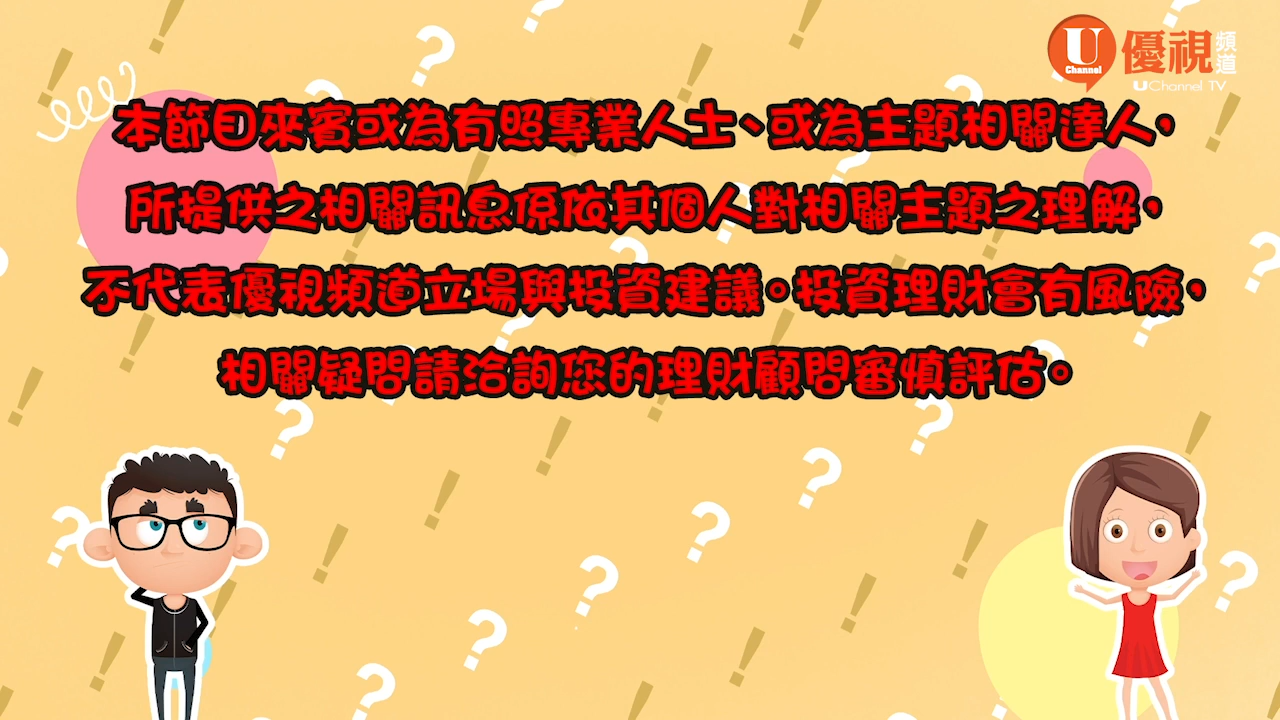 U Channel 優視頻道
UChannel TV
本節目來賓或為有照專業人士、或為主題相關達人，
所提供之相關訊息係依其個人對相關主題之理解，
不代表優視頻道立場與投資建議。投資理財會有風險，
相關疑問請洽詢您的理財顧問審慎評估。